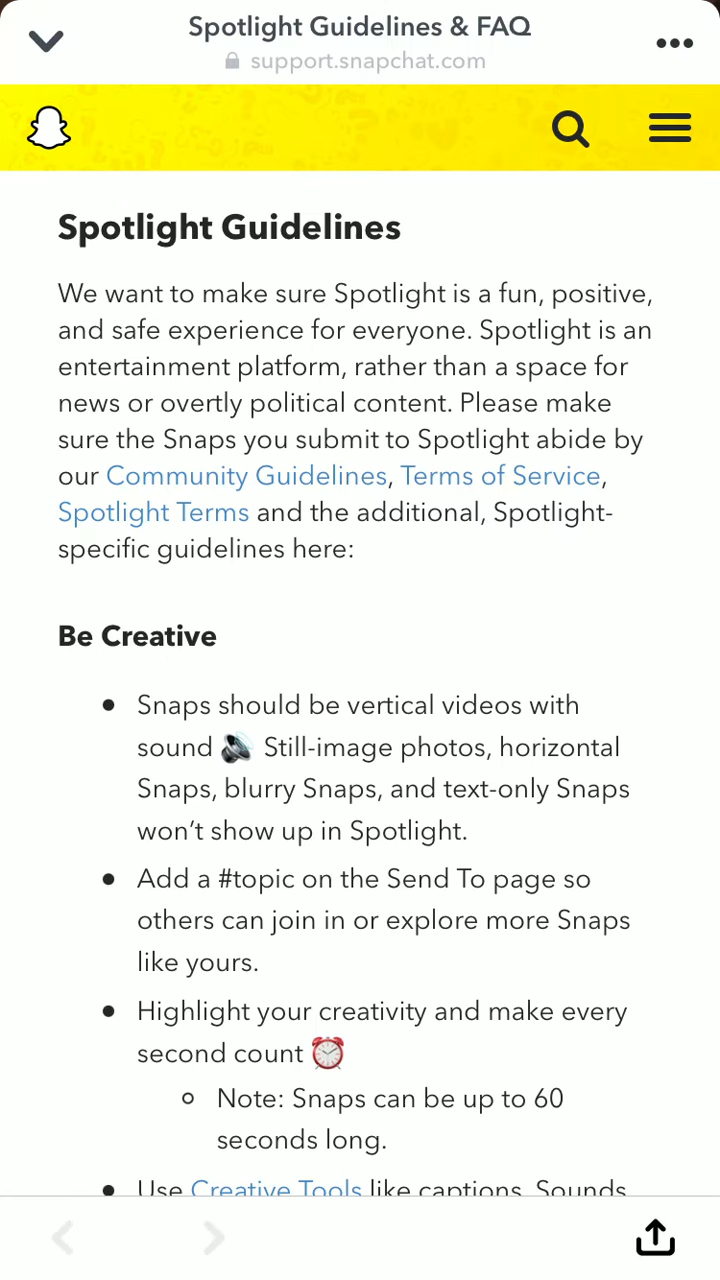 Spotlight Guidelines & FAQ
support.snapchat.com
Spotlight Guidelines
We want to make sure Spotlight is a fun, positive,
and safe experience for everyone. Spotlight is an
entertainment platform, rather than a space for
news or overtly political content. Please make
sure the Snaps you submit to Spotlight abide by
our Community Guidelines, Terms of Service,
Spotlight Terms and the additional, Spotlight-
specific guidelines here:
Be Creative
• Snaps should be vertical videos with
sound 🔊 Still-image photos, horizontal
Snaps, blurry Snaps, and text-only Snaps
won’t show up in Spotlight.
• Add a #topic on the Send To page so
others can join in or explore more Snaps
like yours.
• Highlight your creativity and make every
second count ⏰
◦ Note: Snaps can be up to 60
seconds long.
• Use Creative Tools like captions, Sounds,